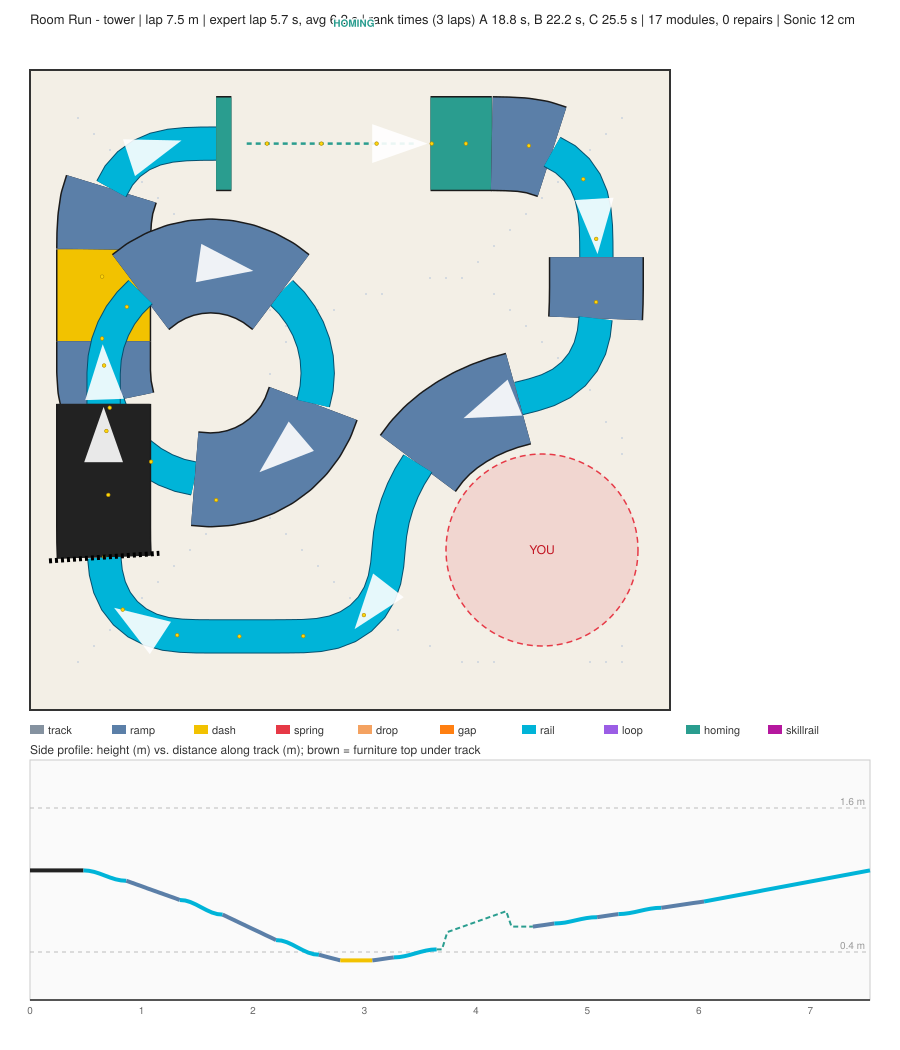 Room Run - tower | lap 7.5 m | expert lap 5.7 s, avg rank times (3 laps) A 18.8 s, B 22.2 s, C 25.5 s | 17 modules, 0 repairs | Sonic 12 cm
HOMING
YOU
track ramp dash spring drop gap rail loop homing skillrail
Side profile: height (m) vs. distance along track (m); brown = furniture top under track
1.6 m
0.4 m
0 1 2 3 4 5 6 7